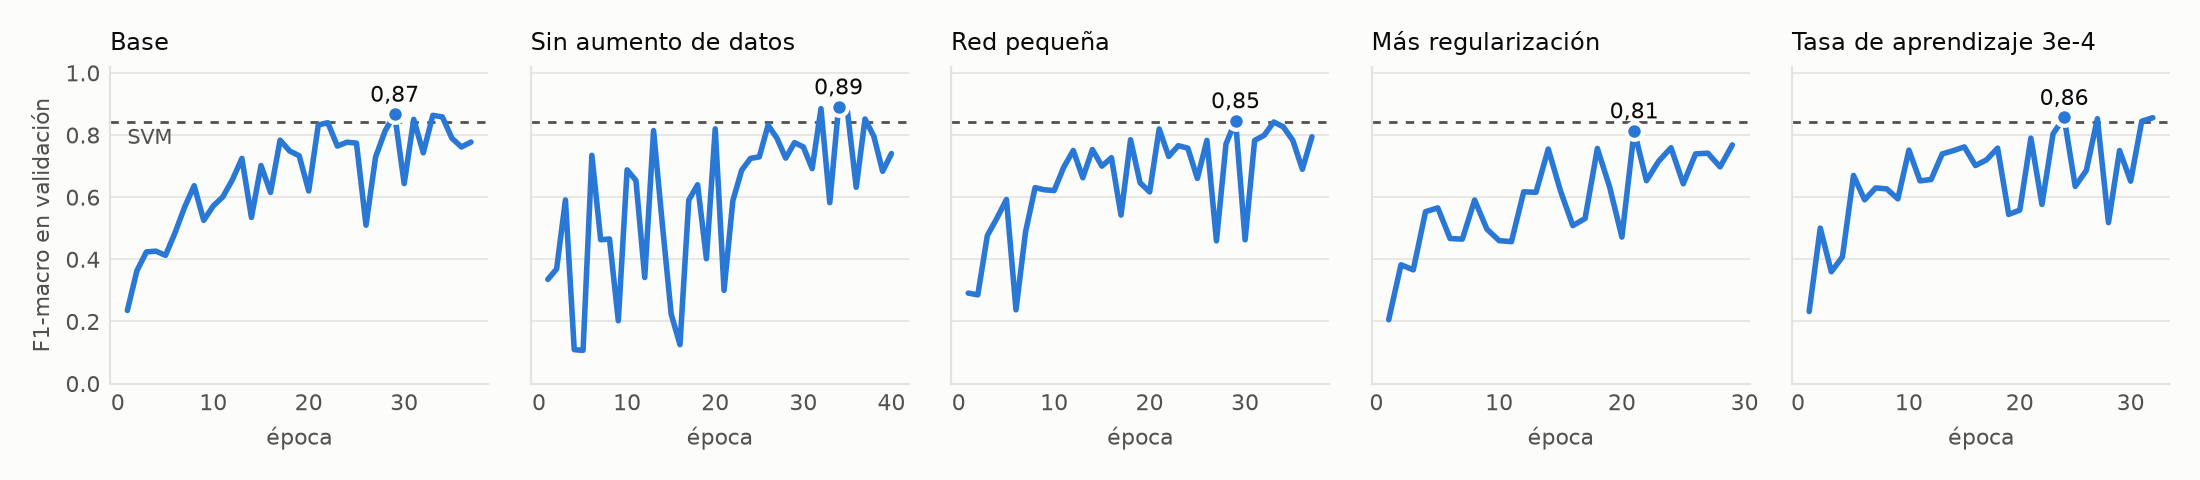 Base
Sin aumento de datos
Red pequeña
Más regularización
Tasa de aprendizaje 3e-4
F1-macro en validación
1.0
0.8
0.6
0.4
0.2
0.0
SVM
0,87
0,89
0,85
0,81
0,86
0 10 20 30
0 10 20 30 40
0 10 20 30
0 10 20 30
0 10 20 30
época
época
época
época
época